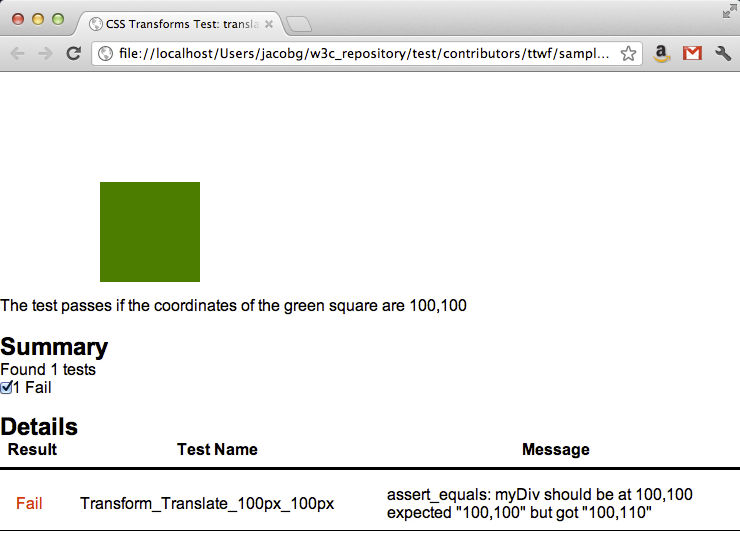 CSS Transforms Test: transla
file://localhost/Users/jacobg/w3c_repository/test/contributors/ttwf/sampl...
The test passes if the coordinates of the green square are 100,100
Summary
Found 1 tests
1 Fail
Details
Result Test Name Message
Fail Transform_Translate_100px_100px assert_equals: myDiv should be at 100,100
expected "100,100" but got "100,110"